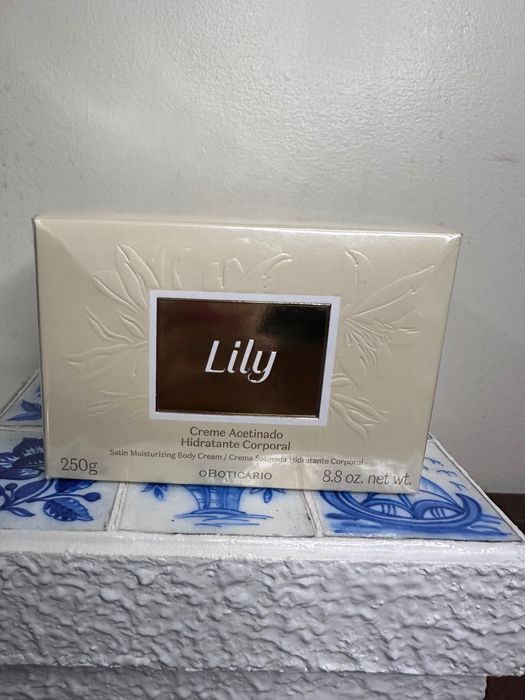 Lily
Creme Acetinado
Hidratante Corporal
Satin Moisturizing Body Cream / Crema Satinada Hidratante Corporal
250g
OBOTICÁRIO
8.8 oz. net wt.